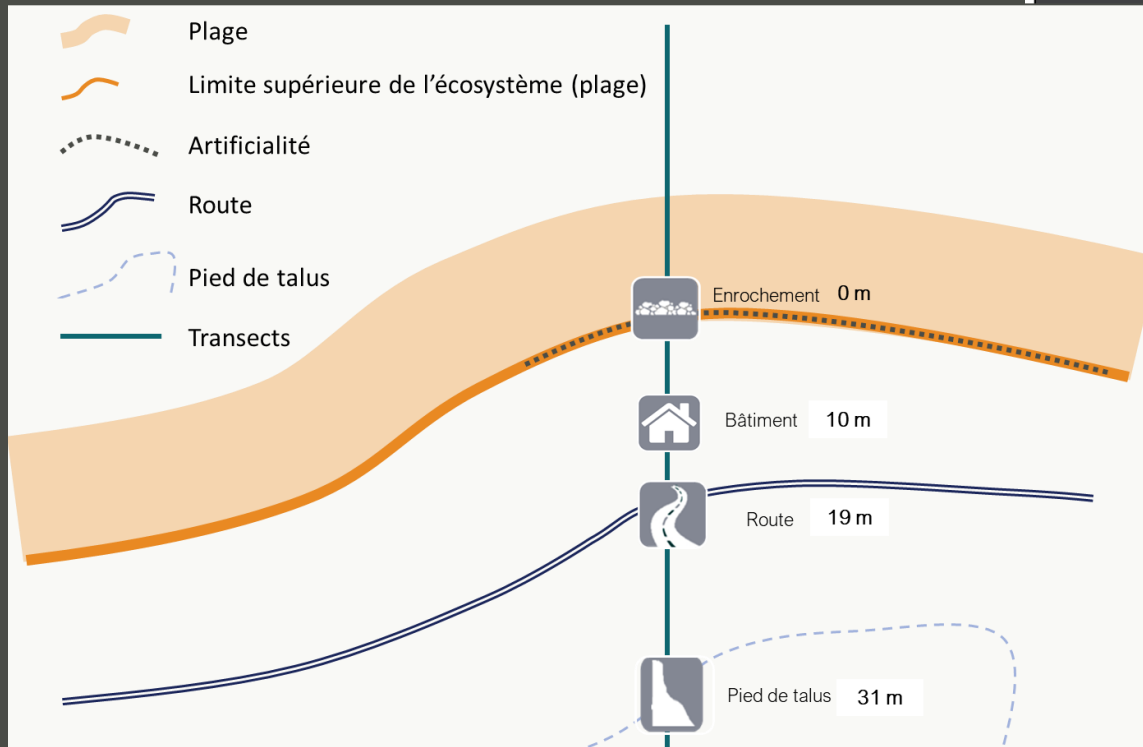 Plage
Limite supérieure de l'écosystème (plage)
Artificialité
Route
Pied de talus
Transects
Enrochement 0 m
Bâtiment 10 m
Route 19 m
Pied de talus 31 m